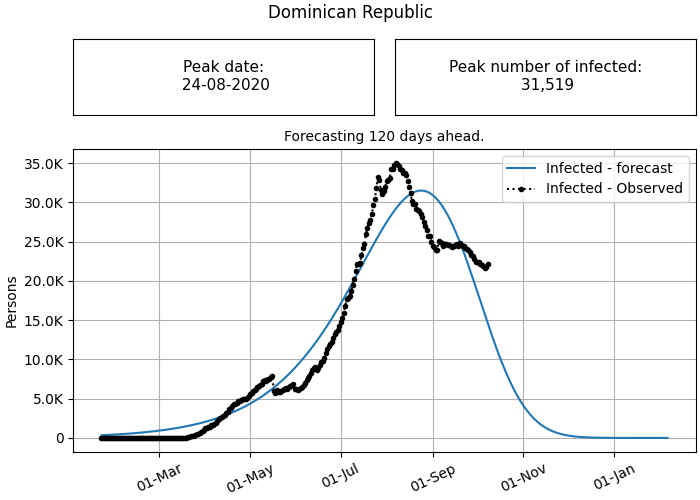 Dominican Republic
Peak date:
24-08-2020
Peak number of infected:
31,519
Forecasting 120 days ahead.
Infected - forecast
Infected - Observed
Persons
35.0K
30.0K
25.0K
20.0K
15.0K
10.0K
5.0K
0
01-Mar
01-May
01-Jul
01-Sep
01-Nov
01-Jan